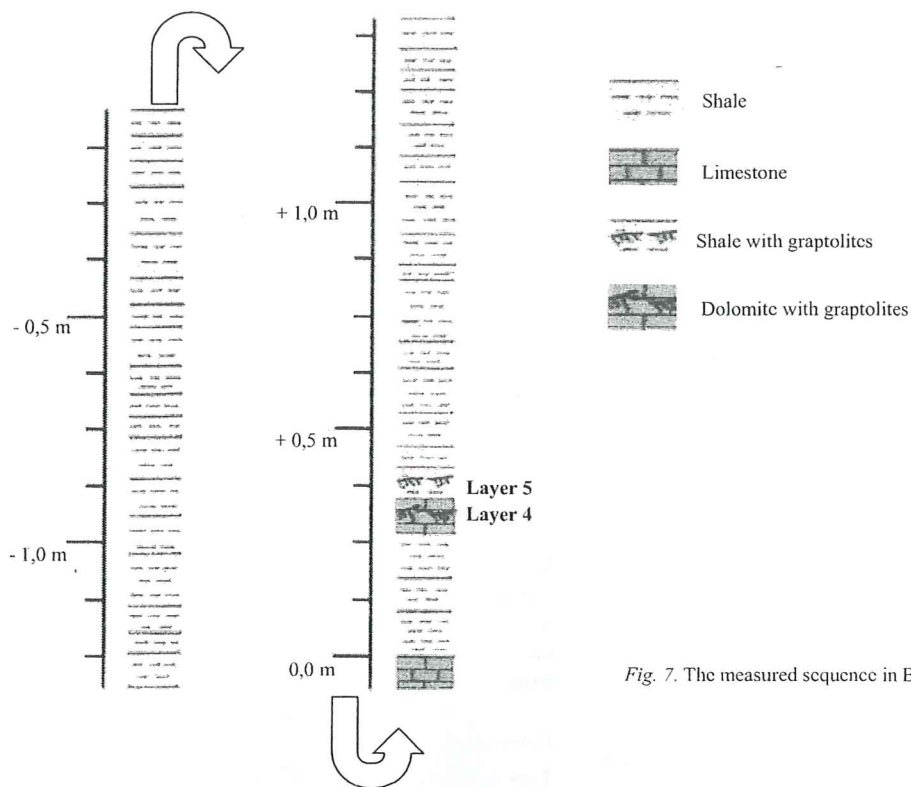 - 0,5 m
- 1,0 m
+ 1,0 m
+ 0,5 m
Layer 5
Layer 4
0,0 m
Shale
Limestone
Shale with graptolites
Dolomite with graptolites
Fig. 7. The measured sequence in B